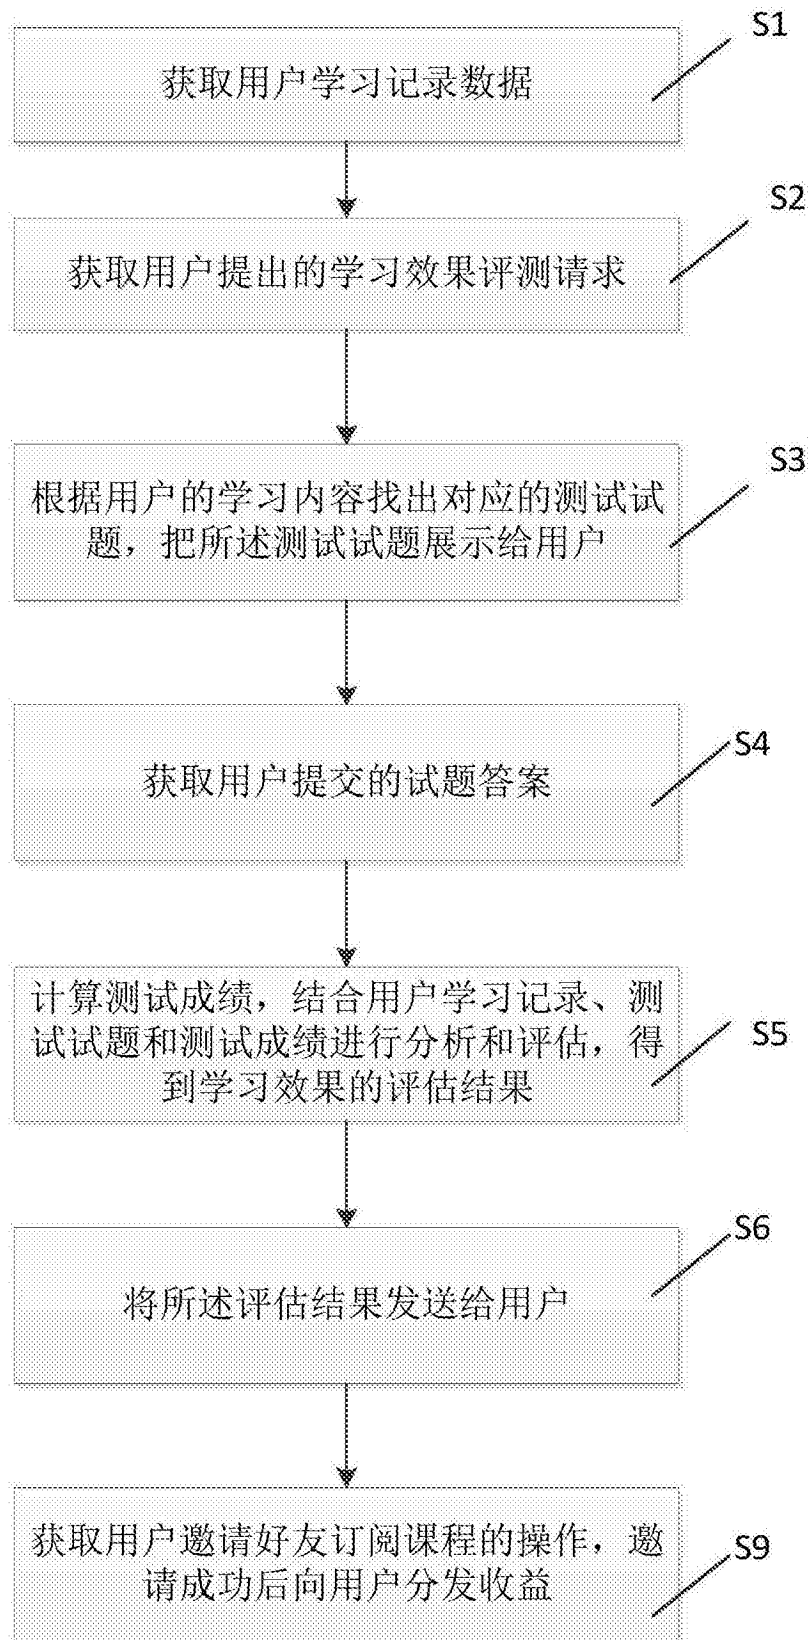 S1
获取用户学习记录数据
S2
获取用户提出的学习效果评测请求
S3
根据用户的学习内容找出对应的测试试
题，把所述测试试题展示给用户
S4
获取用户提交的试题答案
计算测试成绩，结合用户学习记录、测
试试题和测试成绩进行分析和评估，得
到学习效果的评估结果
S5
S6
将所述评估结果发送给用户
获取用户邀请好友订阅课程的操作，邀
请成功后向用户分发收益
S9